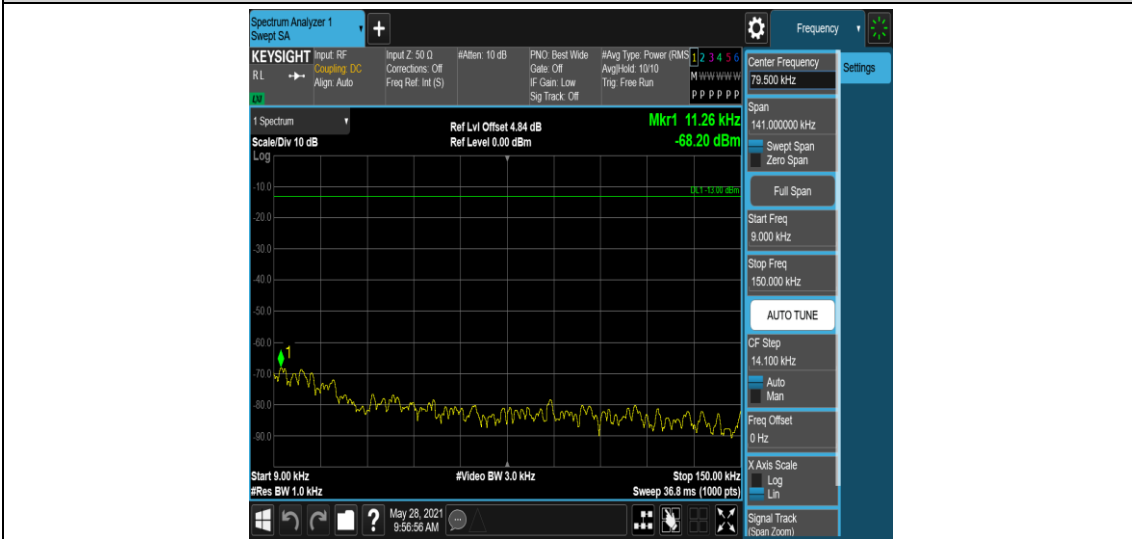 Spectrum Analyzer 1
Swept SA
+
Frequency
KEYSIGHT
RL
Input: RF
Coupling: DC
Align: Auto
Input Z: 50 Ω
Corrections: Off
Freq Ref: Int (S)
#Atten: 10 dB
PNO: Best Wide
Gate: Off
IF Gain: Low
Sig Track: Off
#Avg Type: Power (RMS
Avg|Hold: 10/10
Trig: Free Run
1 2 3 4 5 6
M W W W W W
P P P P P P
1 Spectrum
Scale/Div 10 dB
Log
Ref Lvl Offset 4.84 dB
Ref Level 0.00 dBm
Mkr1 11.26 kHz
-68.20 dBm
DL1 -13.00 dBm
-10.0
-20.0
-30.0
-40.0
-50.0
-60.0
-70.0
-80.0
-90.0
1
Start 9.00 kHz
#Res BW 1.0 kHz
#Video BW 3.0 kHz
Stop 150.00 kHz
Sweep 36.8 ms (1000 pts)
Center Frequency
79.500 kHz
Settings
Span
141.000000 kHz
Swept Span
Zero Span
Full Span
Start Freq
9.000 kHz
Stop Freq
150.000 kHz
AUTO TUNE
CF Step
14.100 kHz
Auto
Man
Freq Offset
0 Hz
X Axis Scale
Log
Lin
Signal Track
(Span Zoom)
?
May 28, 2021
9:56:56 AM